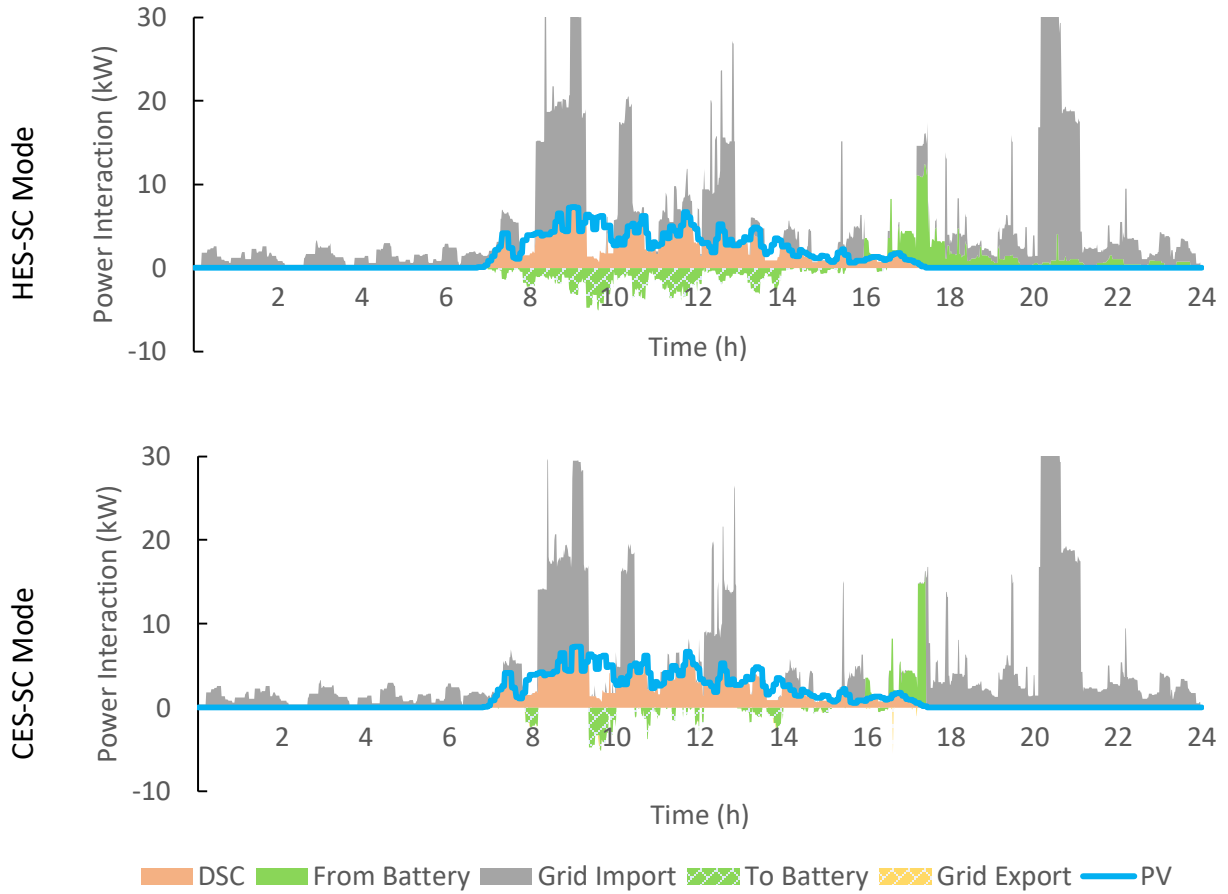 HES-SC Mode
Power Interaction (kW)
30
20
10
0
-10
2 4 6 8 10 12 14 16 18 20 22 24
Time (h)
CES-SC Mode
Power Interaction (kW)
30
20
10
0
-10
2 4 6 8 10 12 14 16 18 20 22 24
Time (h)
DSC From Battery Grid Import To Battery Grid Export PV